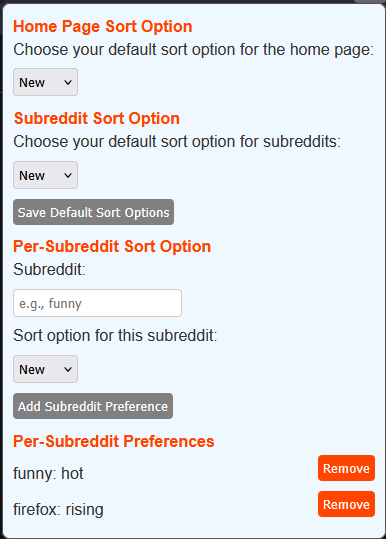 Home Page Sort Option
Choose your default sort option for the home page:
New
Subreddit Sort Option
Choose your default sort option for subreddits:
New
Save Default Sort Options
Per-Subreddit Sort Option
Subreddit:
e.g., funny
Sort option for this subreddit:
New
Add Subreddit Preference
Per-Subreddit Preferences
funny: hot
Remove
firefox: rising
Remove